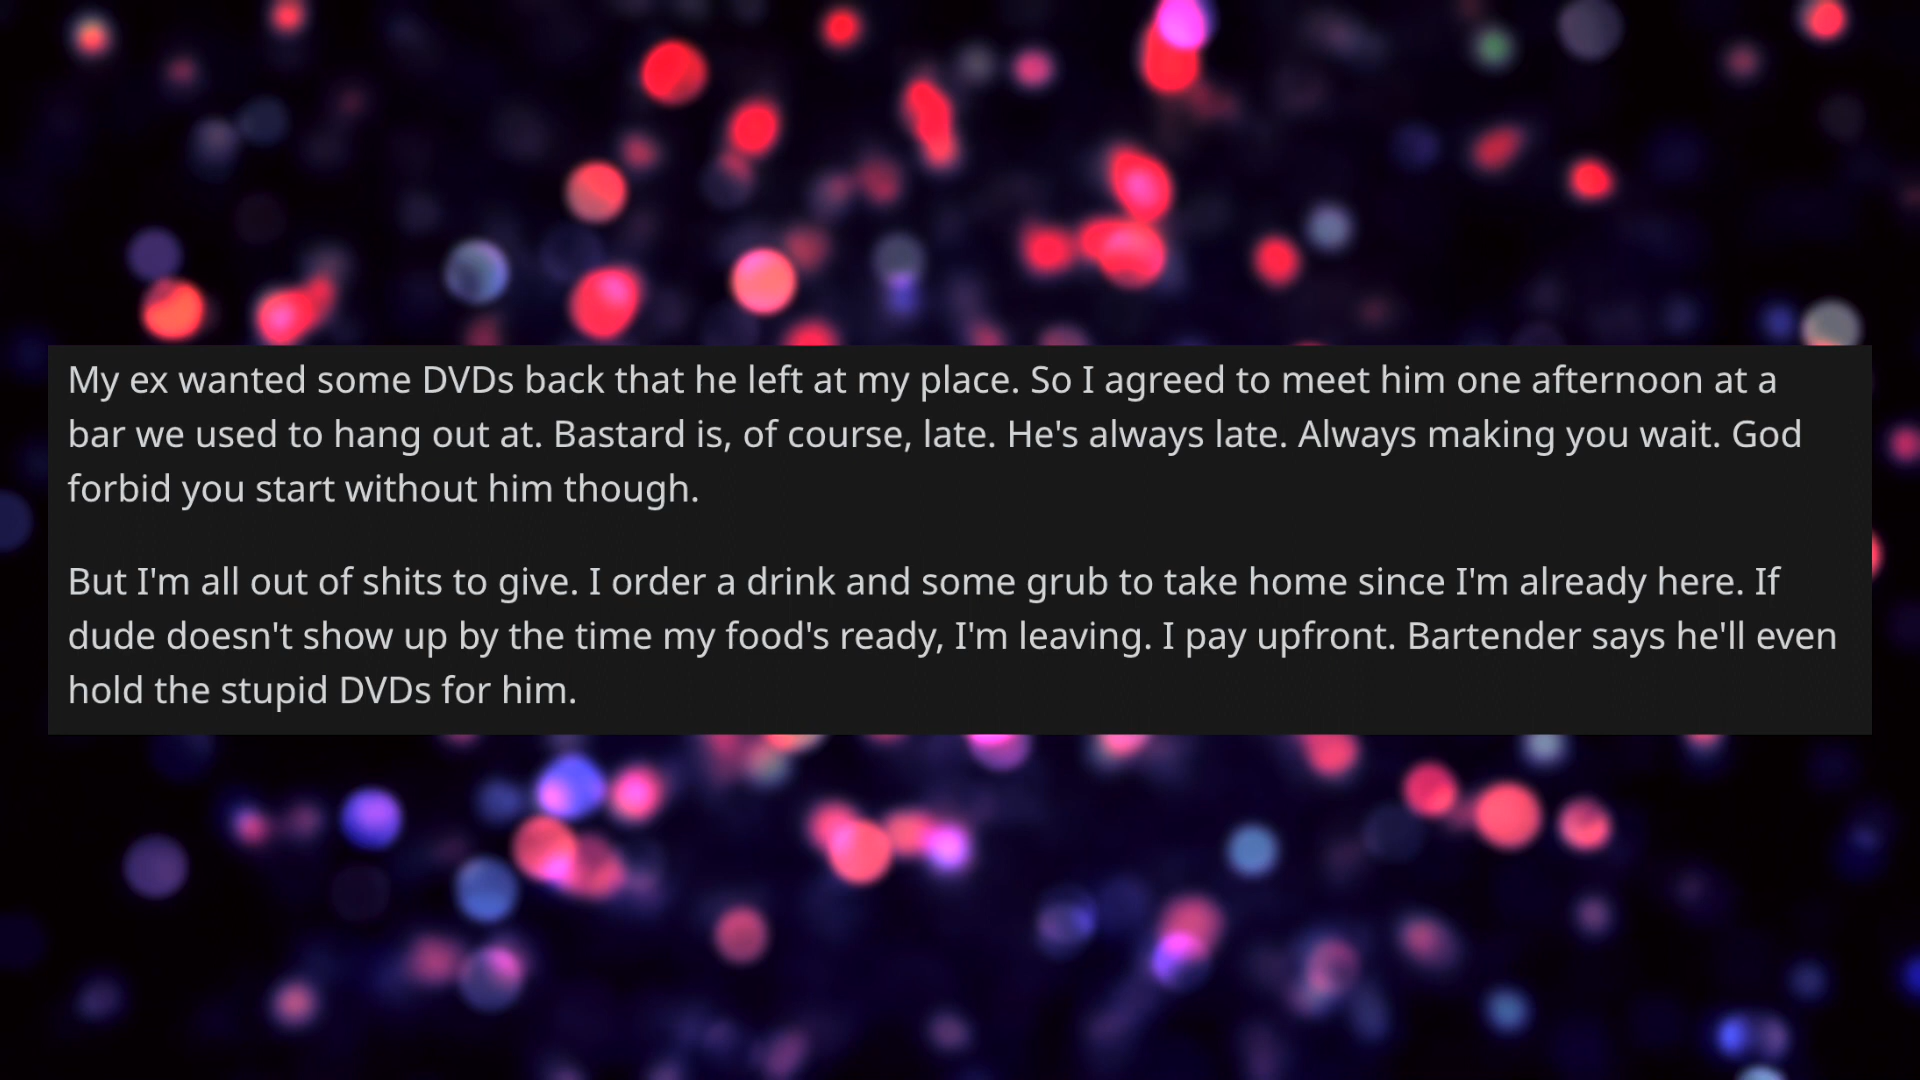 My ex wanted some DVDs back that he left at my place. So I agreed to meet him one afternoon at a
bar we used to hang out at. Bastard is, of course, late. He's always late. Always making you wait. God
forbid you start without him though.
But I'm all out of shits to give. I order a drink and some grub to take home since I'm already here. If
dude doesn't show up by the time my food's ready, I'm leaving. I pay upfront. Bartender says he'll even
hold the stupid DVDs for him.